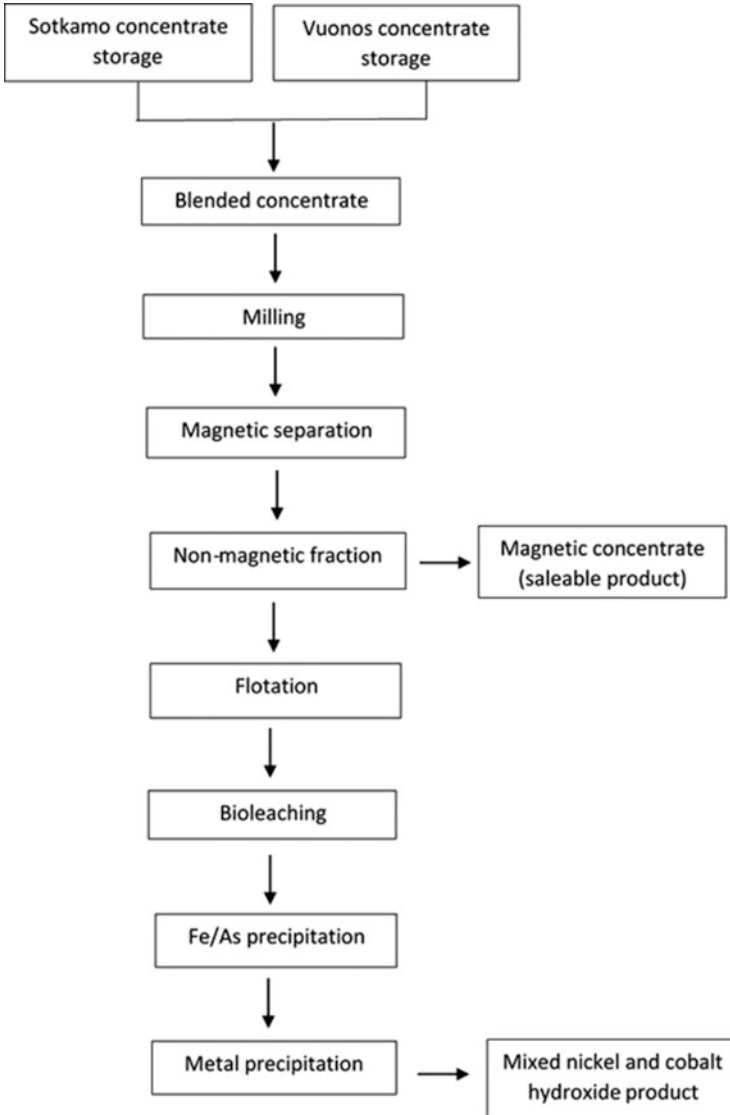 Sotkamo concentrate
storage
Vuonos concentrate
storage
Blended concentrate
Milling
Magnetic separation
Non-magnetic fraction
Magnetic concentrate
(saleable product)
Flotation
Bioleaching
Fe/As precipitation
Metal precipitation
Mixed nickel and cobalt
hydroxide product